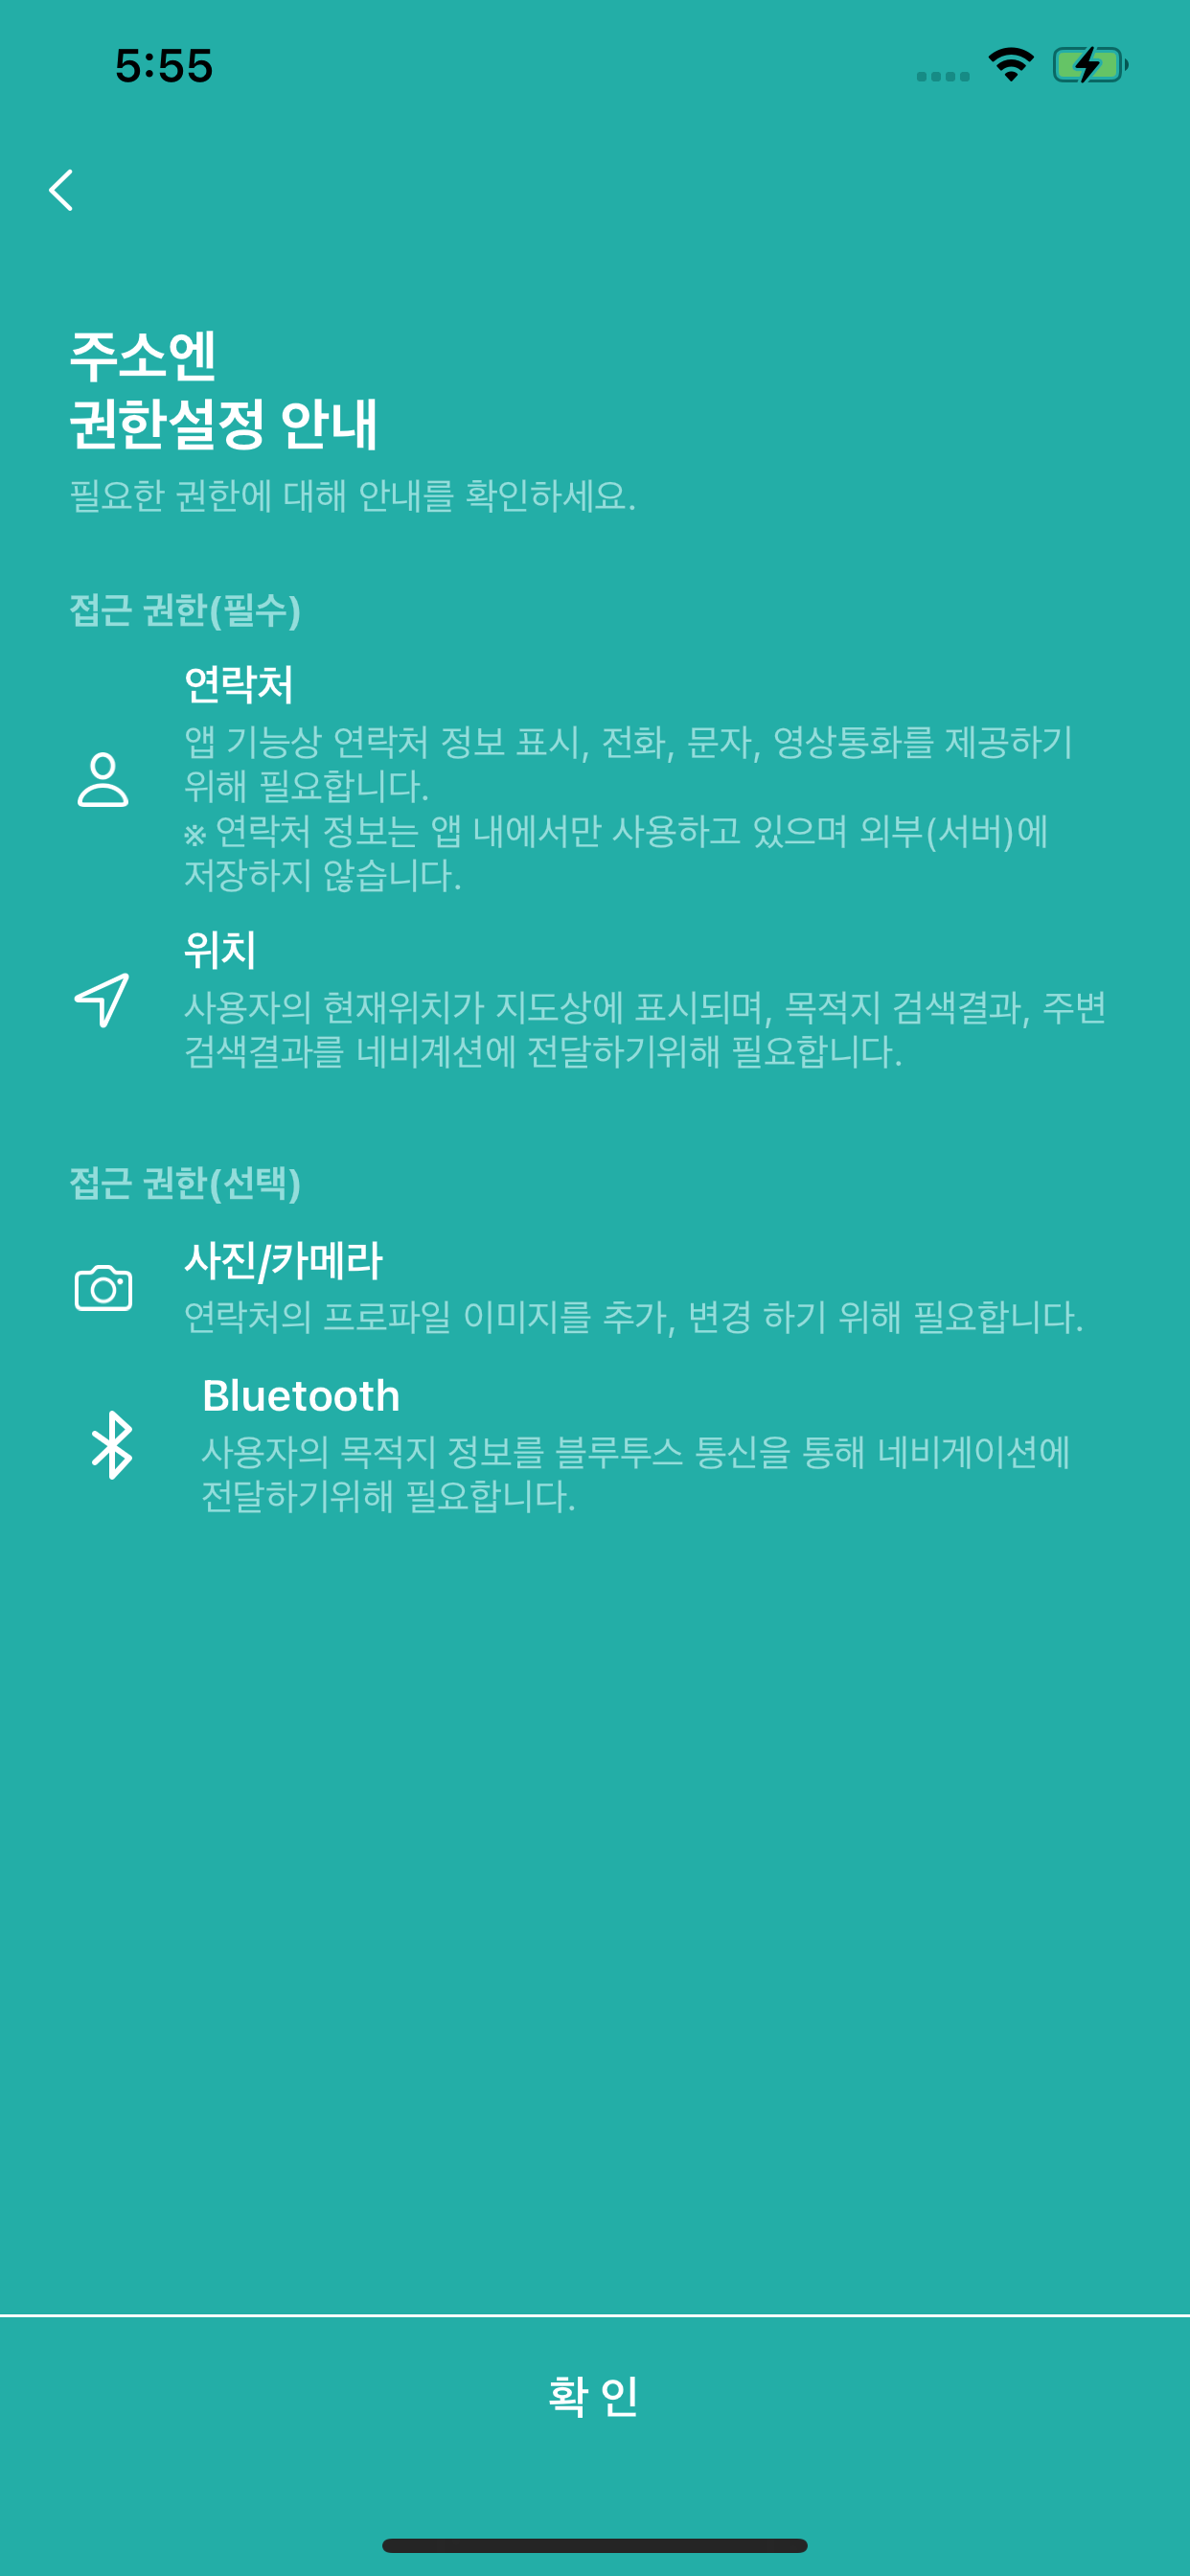 5:55
주소엔
권한설정 안내
필요한 권한에 대해 안내를 확인하세요.
접근 권한(필수)
연락처
앱 기능상 연락처 정보 표시, 전화, 문자, 영상통화를 제공하기
위해 필요합니다.
※ 연락처 정보는 앱 내에서만 사용하고 있으며 외부(서버)에
저장하지 않습니다.
위치
사용자의 현재위치가 지도상에 표시되며, 목적지 검색결과, 주변
검색결과를 네비계션에 전달하기위해 필요합니다.
접근 권한(선택)
사진/카메라
연락처의 프로파일 이미지를 추가, 변경 하기 위해 필요합니다.
Bluetooth
사용자의 목적지 정보를 블루투스 통신을 통해 네비게이션에
전달하기위해 필요합니다.
확 인